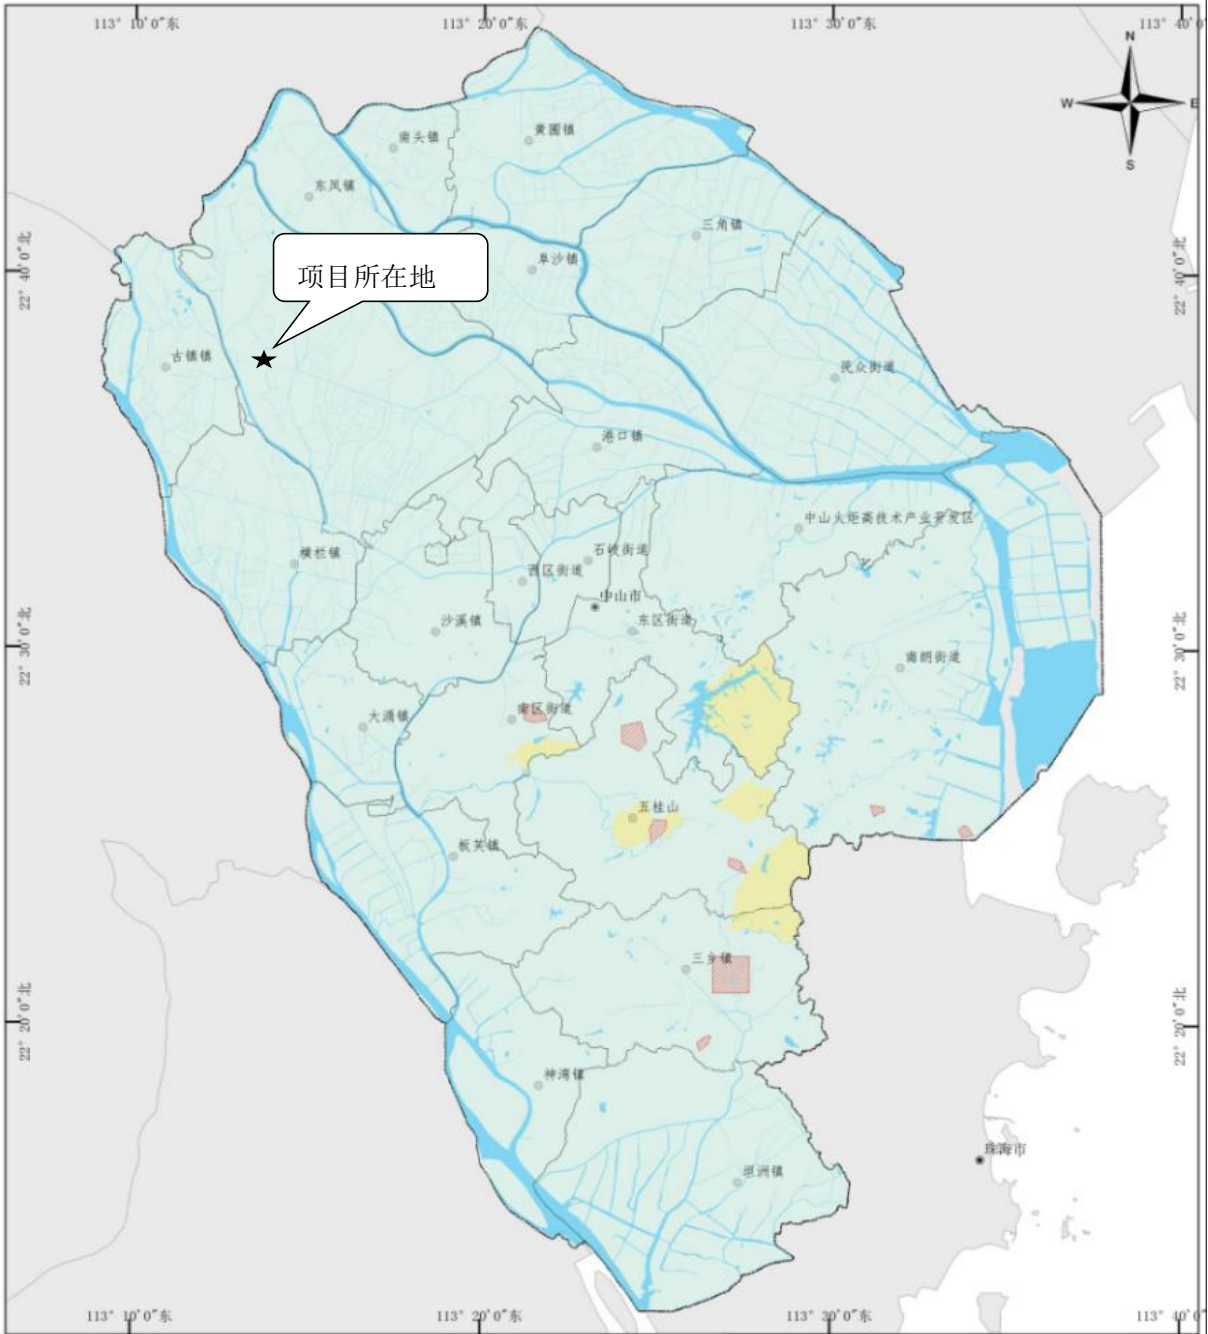 113° 10′0″东
113° 20′0″东
113° 30′0″东
113° 40′0″
N
W
E
S
22° 40′0″北
22° 40′0″北
22° 30′0″北
22° 30′0″北
22° 20′0″北
22° 20′0″北
南头镇
黄圃镇
东凤镇
三角镇
阜沙镇
项目所在地
古镇镇
民众街道
港口镇
中山火炬高技术产业开发区
横栏镇
石岐街道
西区街道
中山市
沙溪镇
东区街道
南朗街道
大涌镇
南区街道
五桂山
板芙镇
三乡镇
神湾镇
珠海市
坦洲镇
113° 10′0″东
113° 20′0″东
113° 30′0″东
113° 40′0″